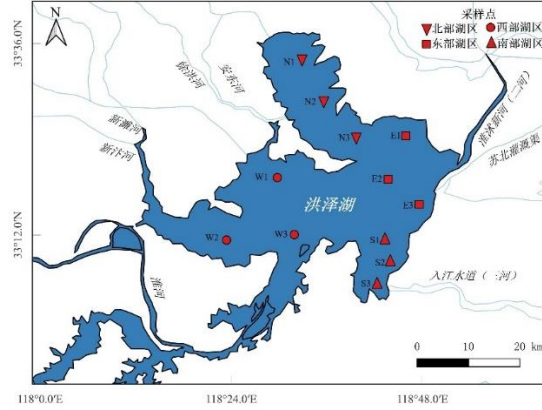 N
采样点
北部湖区
西部湖区
东部湖区
南部湖区
33°36.0'N
33°12.0'N
N1
N2
N3
E1
E2
E3
W1
W2
W3
S1
S2
S3
安东河
徐洪河
新濉河
新汴河
淮河
洪泽湖
淮沭新河(二河)
苏北灌溉渠
入江水道(三河)
0 10 20 km
118°0.0'E
118°24.0'E
118°48.0'E